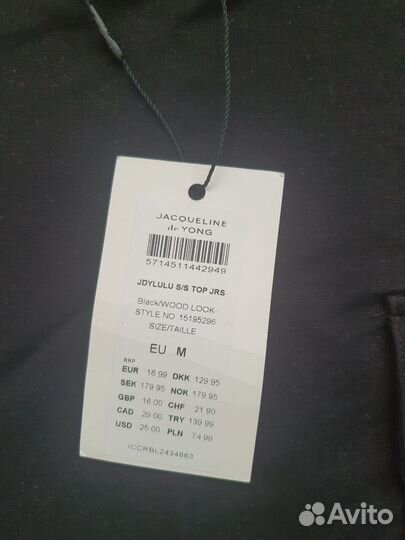 JACQUELINE
de YONG
5714511442949
JDYLULU S/S TOP JRS
Black/WOOD LOOK-
STYLE NO 15195296
SIZE/TAILLE
EU M
RRP
EUR 16.99 DKK 129.95
SEK 179.95 NOK 179.95
GBP 16.00 CHF 21.90
CAD 29.00 TRY 139.99
USD 25.00 PLN 74.99
ICCRBL2434663
Avito